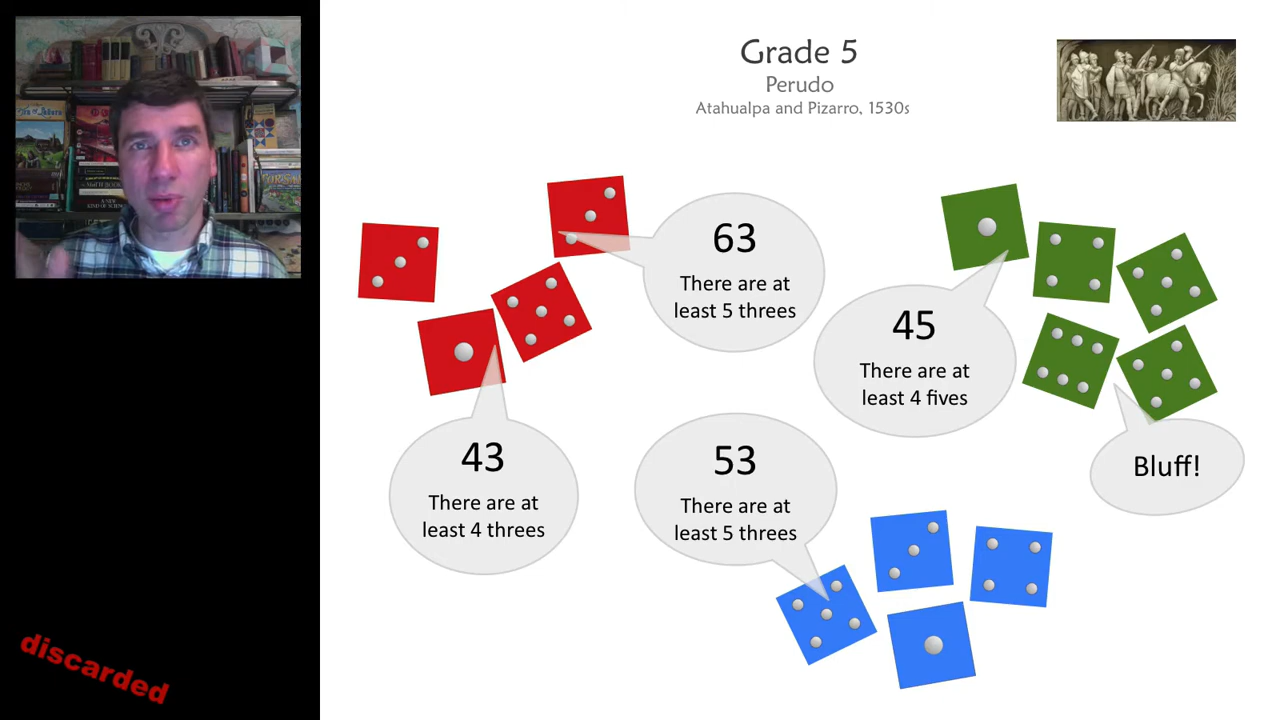 Grade 5
Perudo
Atahualpa and Pizarro, 1530s
63
There are at
least 5 threes
45
There are at
least 4 fives
43
There are at
least 4 threes
53
There are at
least 5 threes
Bluff!
discarded